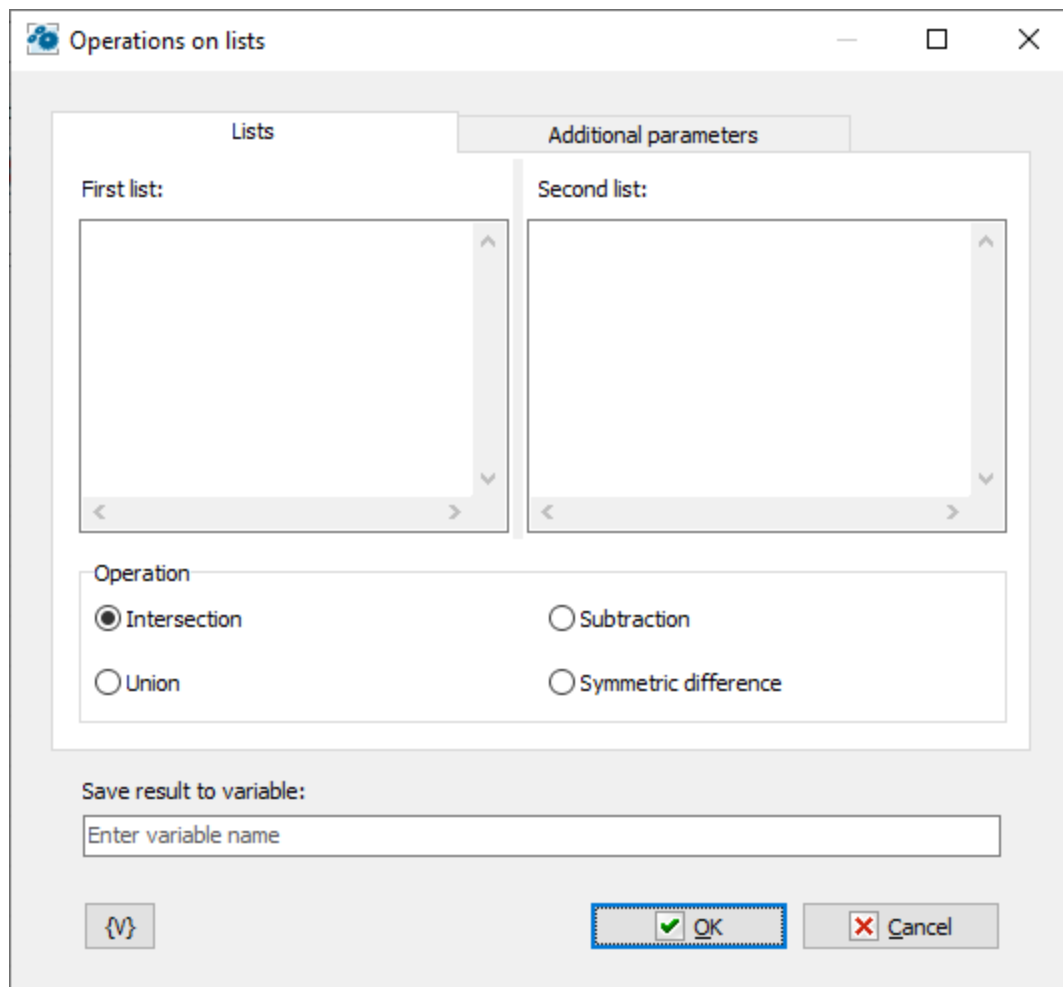 Operations on lists
Lists
Additional parameters
First list:
Second list:
Operation
Intersection
Subtraction
Union
Symmetric difference
Save result to variable:
Enter variable name
{V}
OK
Cancel